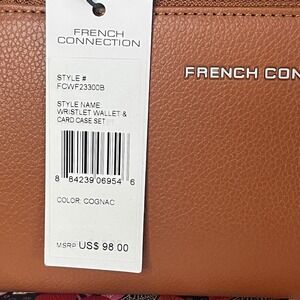 FRENCH
CONNECTION
STYLE #
FCWF23300B
STYLE NAME:
WRISTLET WALLET &
CARD CASE SET
8 84239 06954 6
COLOR: COGNAC
MSRP US$ 98.00
FRENCH CON